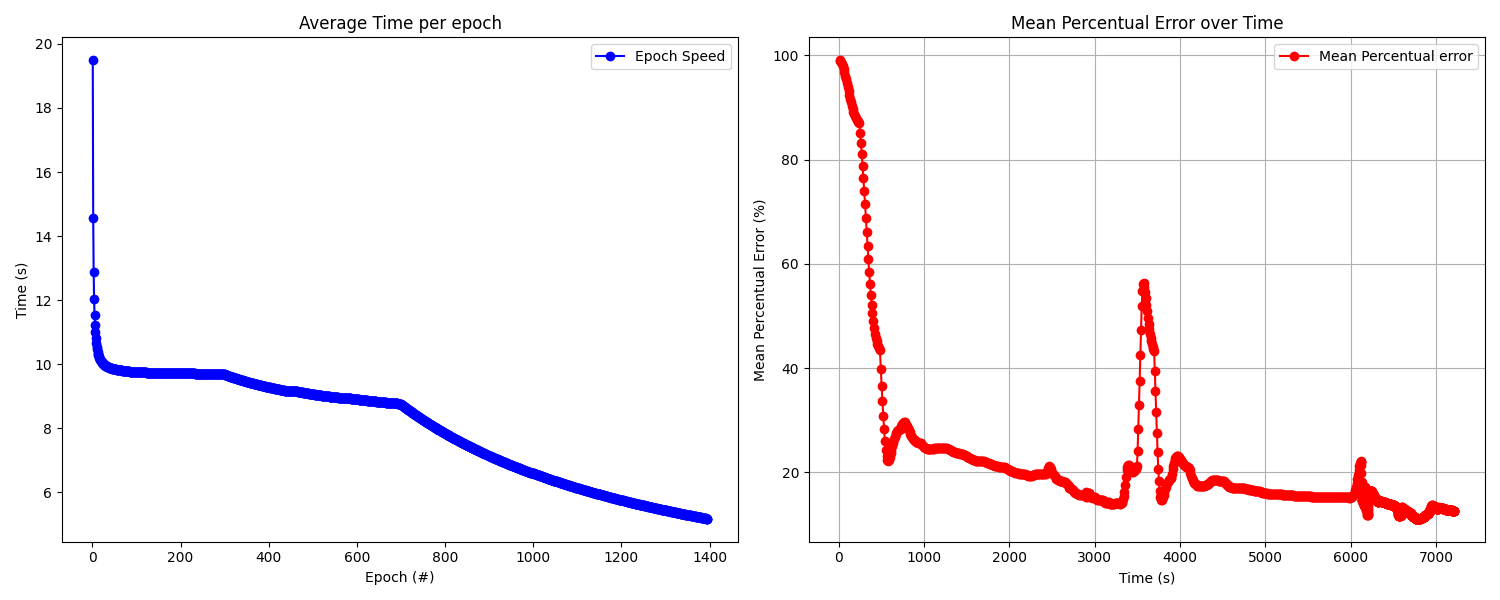 Average Time per epoch
Epoch Speed
Time (s)
20
18
16
14
12
10
8
6
0 200 400 600 800 1000 1200 1400
Epoch (#)
Mean Percentual Error over Time
Mean Percentual error
Mean Percentual Error (%)
100
80
60
40
20
0 1000 2000 3000 4000 5000 6000 7000
Time (s)